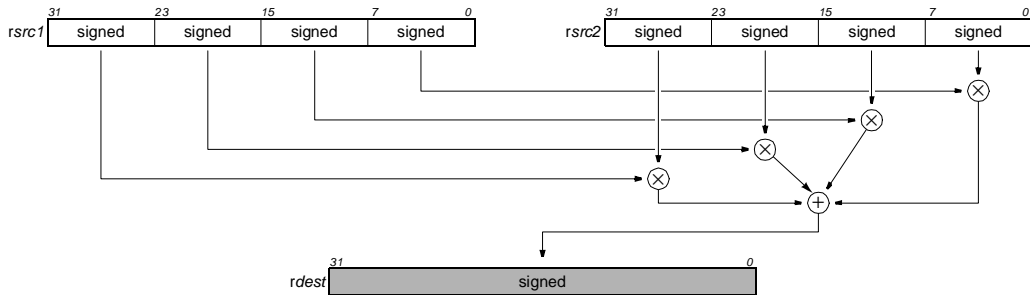 31 23 15 7 0 31 23 15 7 0
rsrc1 signed signed signed signed rsrc2 signed signed signed signed
× 
×
×
×
+
31 0
rdest signed